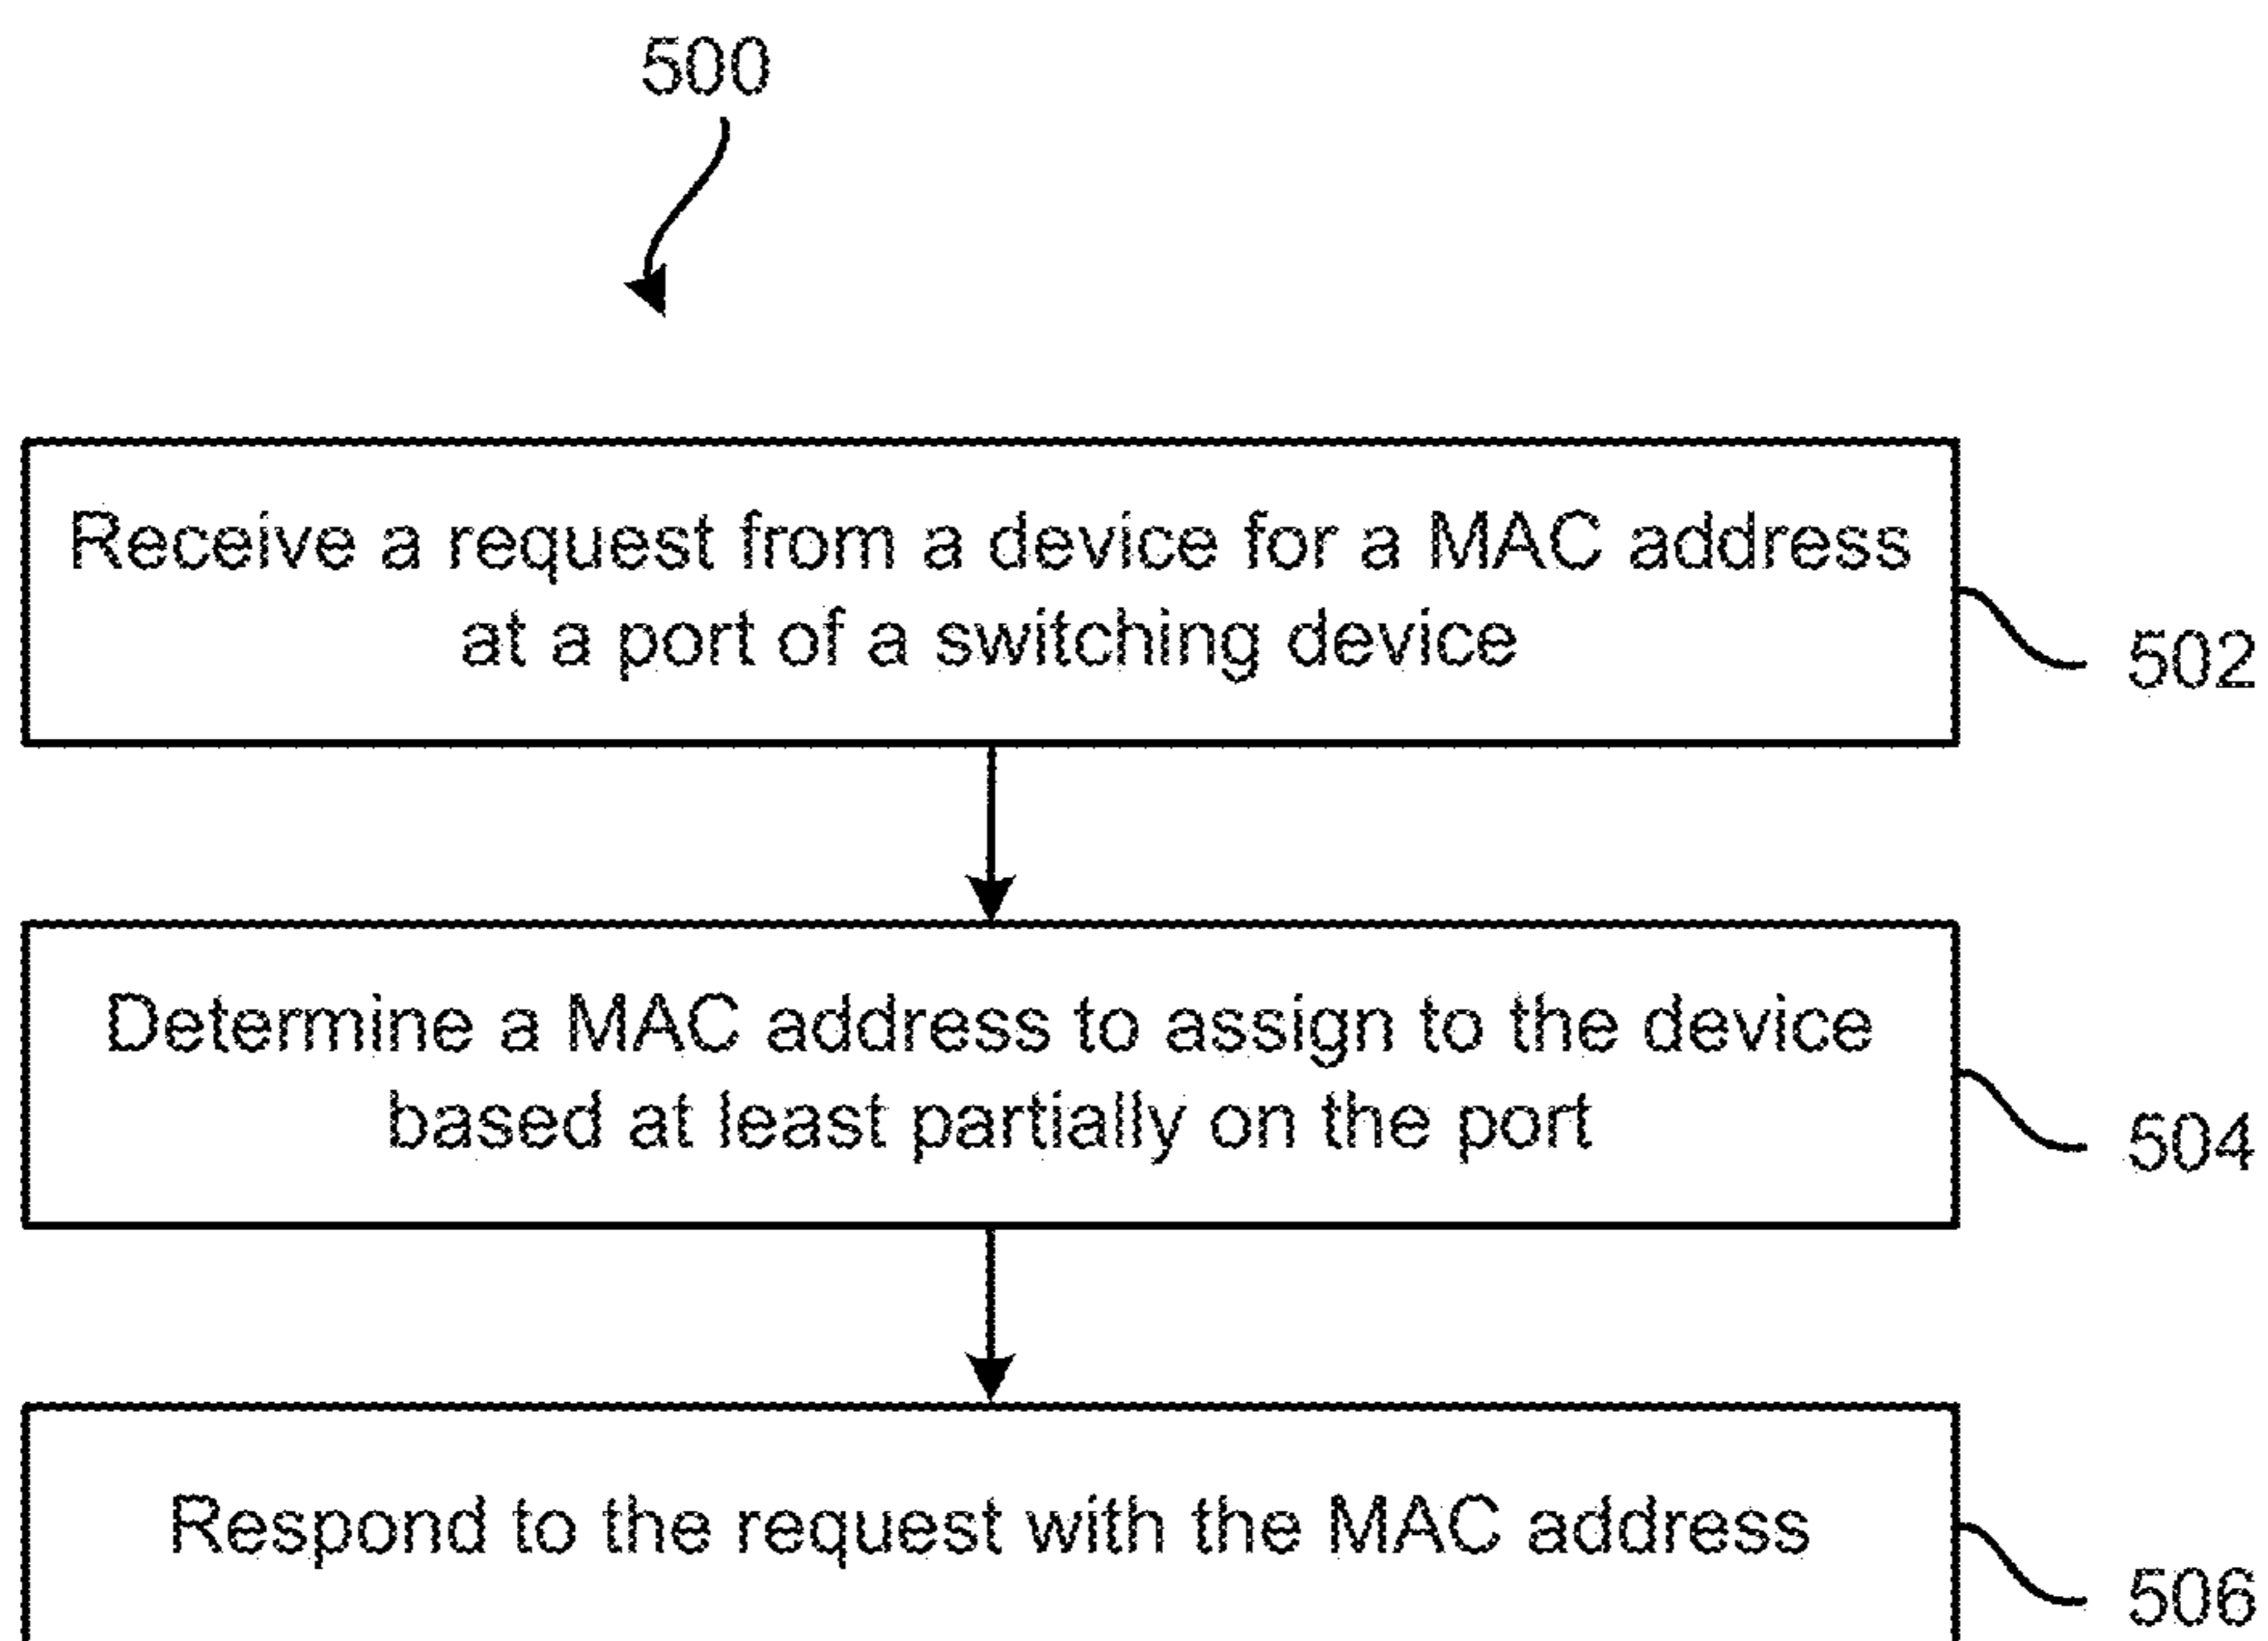 500
Receive a request from a device for a MAC address
at a port of a switching device
502
Determine a MAC address to assign to the device
based at least partially on the port
504
Respond to the request with the MAC address
506